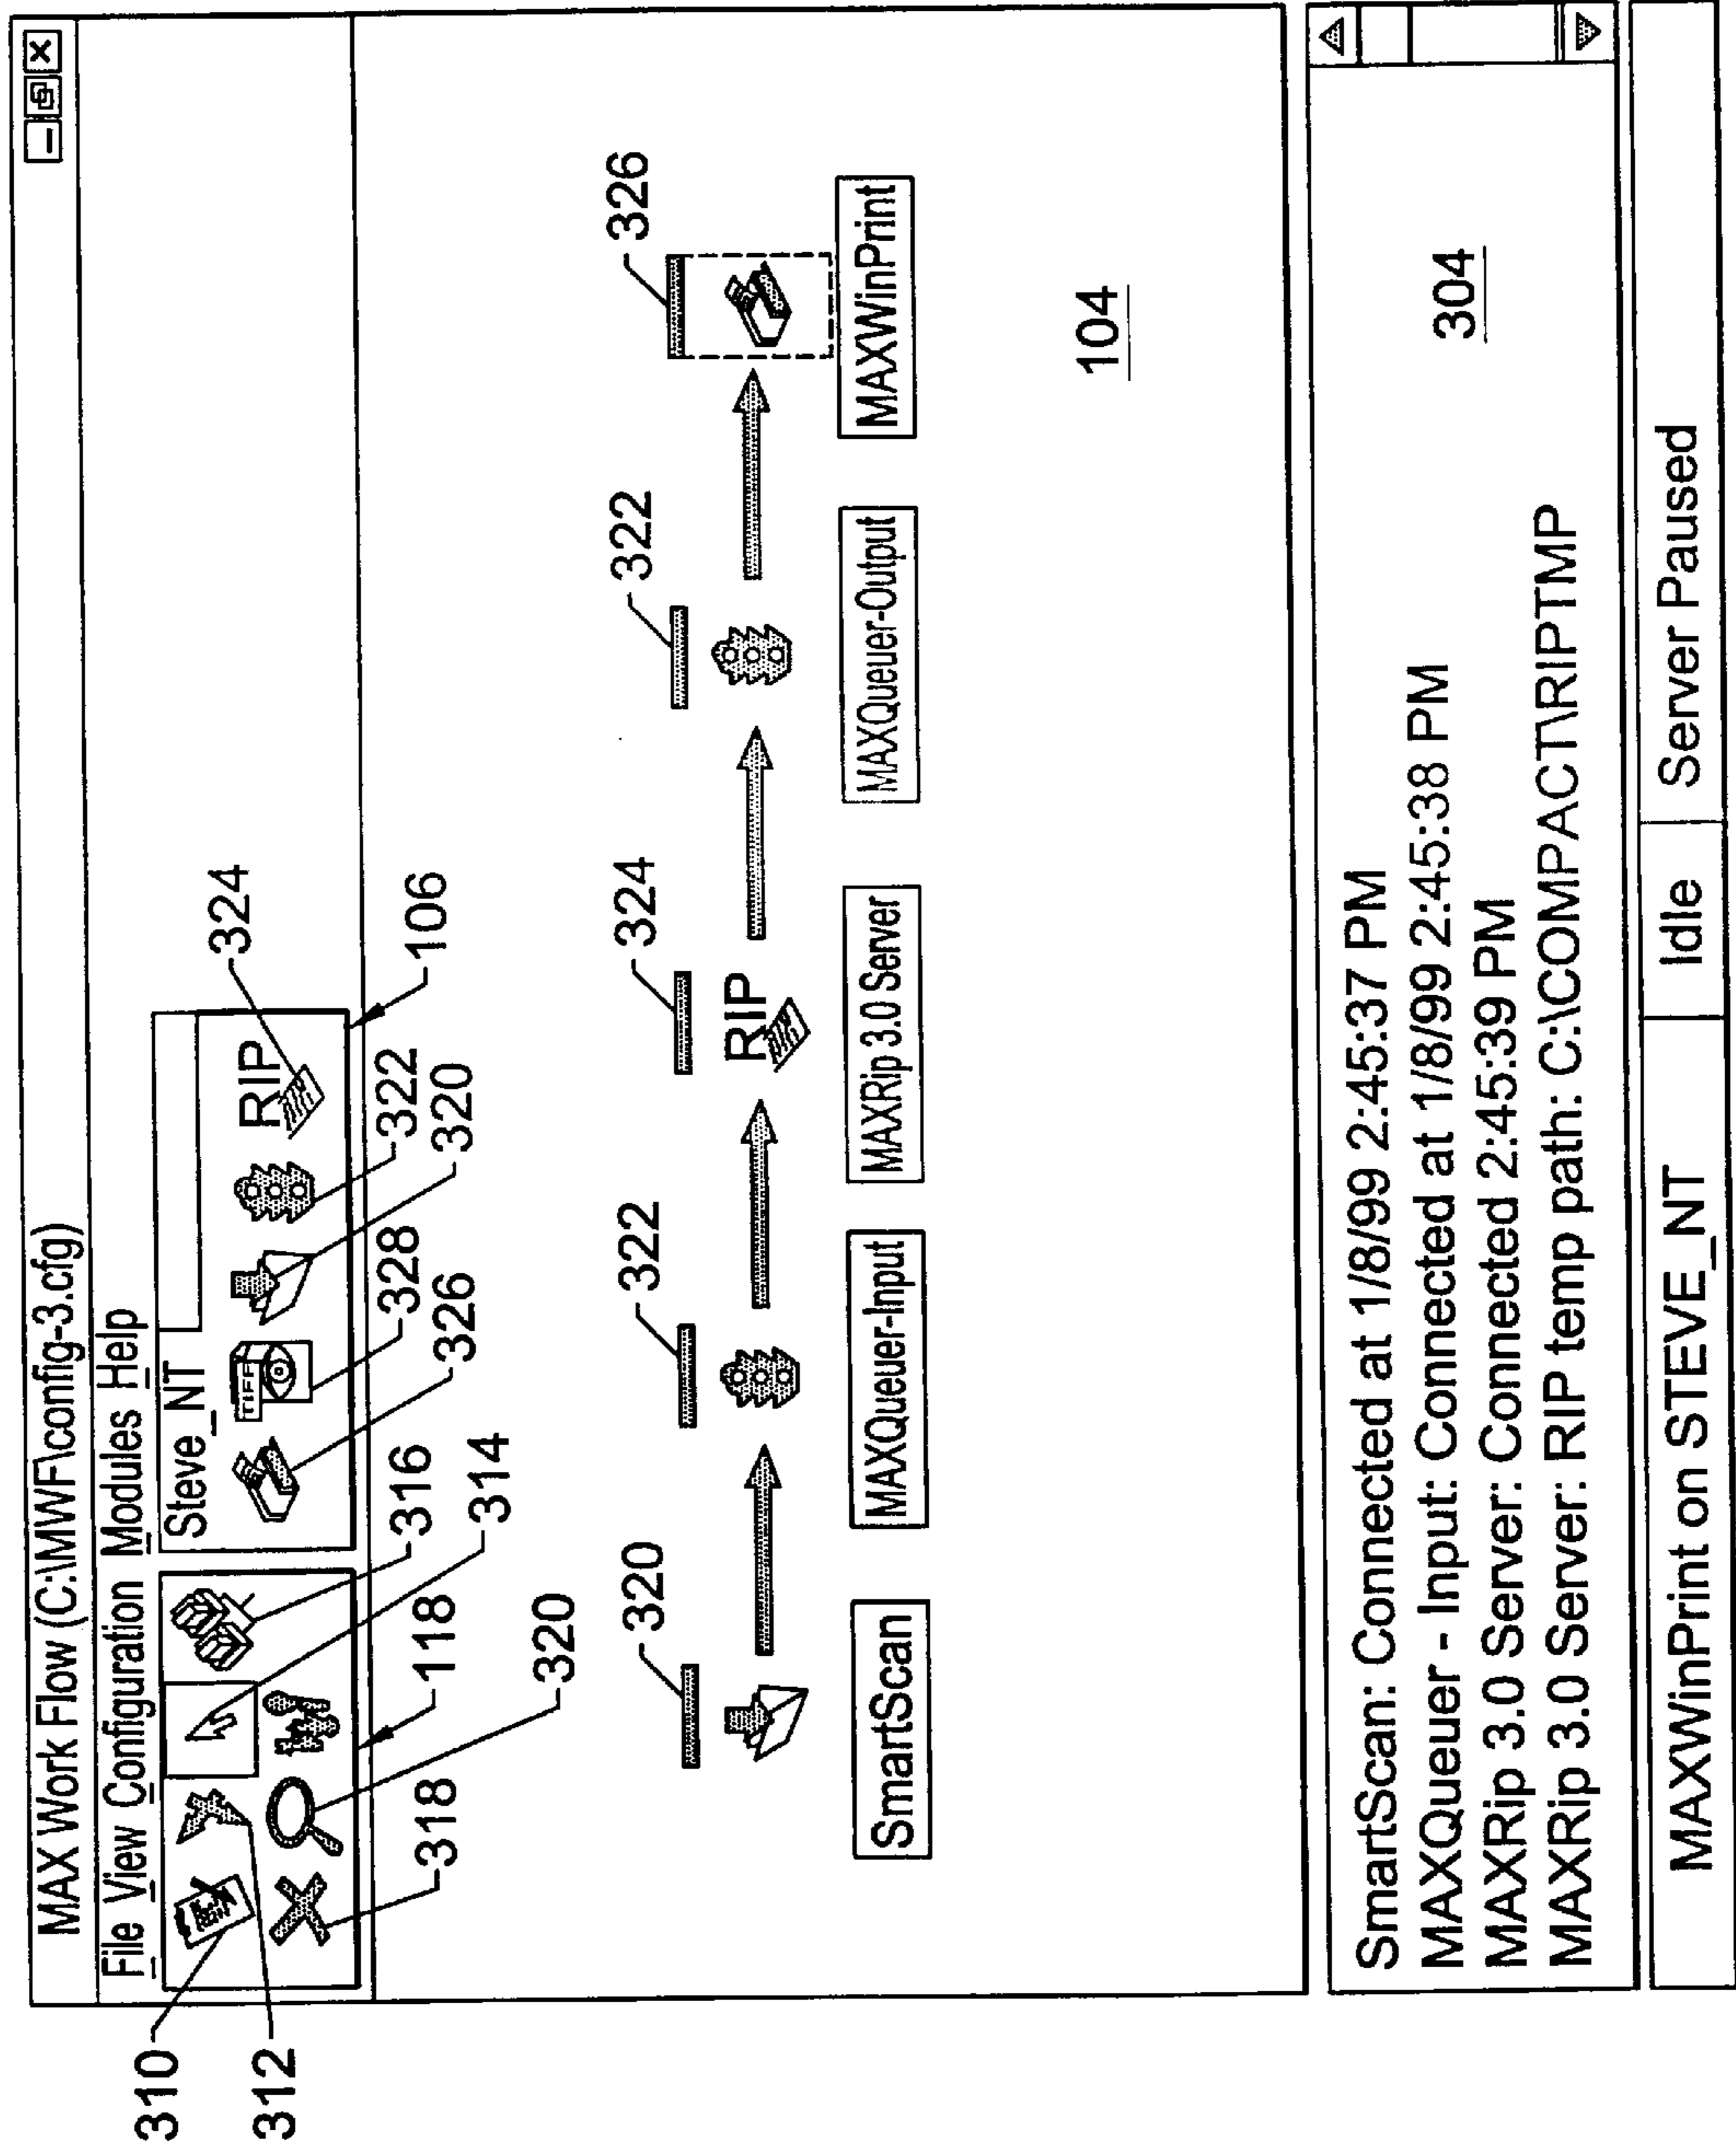 MAX Work Flow (C:\MWF\config-3.cfg)
File View Configuration Modules Help
Steve_NT
TIFF
RIP
310
312
318
320
118
314
316
326
328
320
322
106
324
320
322
324
322
326
RIP
SmartScan
MAXQueuer-Input
MAXRip 3.0 Server
MAXQueuer-Output
MAXWinPrint
104
SmartScan: Connected at 1/8/99 2:45:37 PM
MAXQueuer - Input: Connected at 1/8/99 2:45:38 PM
MAXRip 3.0 Server: Connected 2:45:39 PM
MAXRip 3.0 Server: RIP temp path: C:\COMPACT\RIPTMP
304
MAXWinPrint on STEVE_NT
Idle
Server Paused